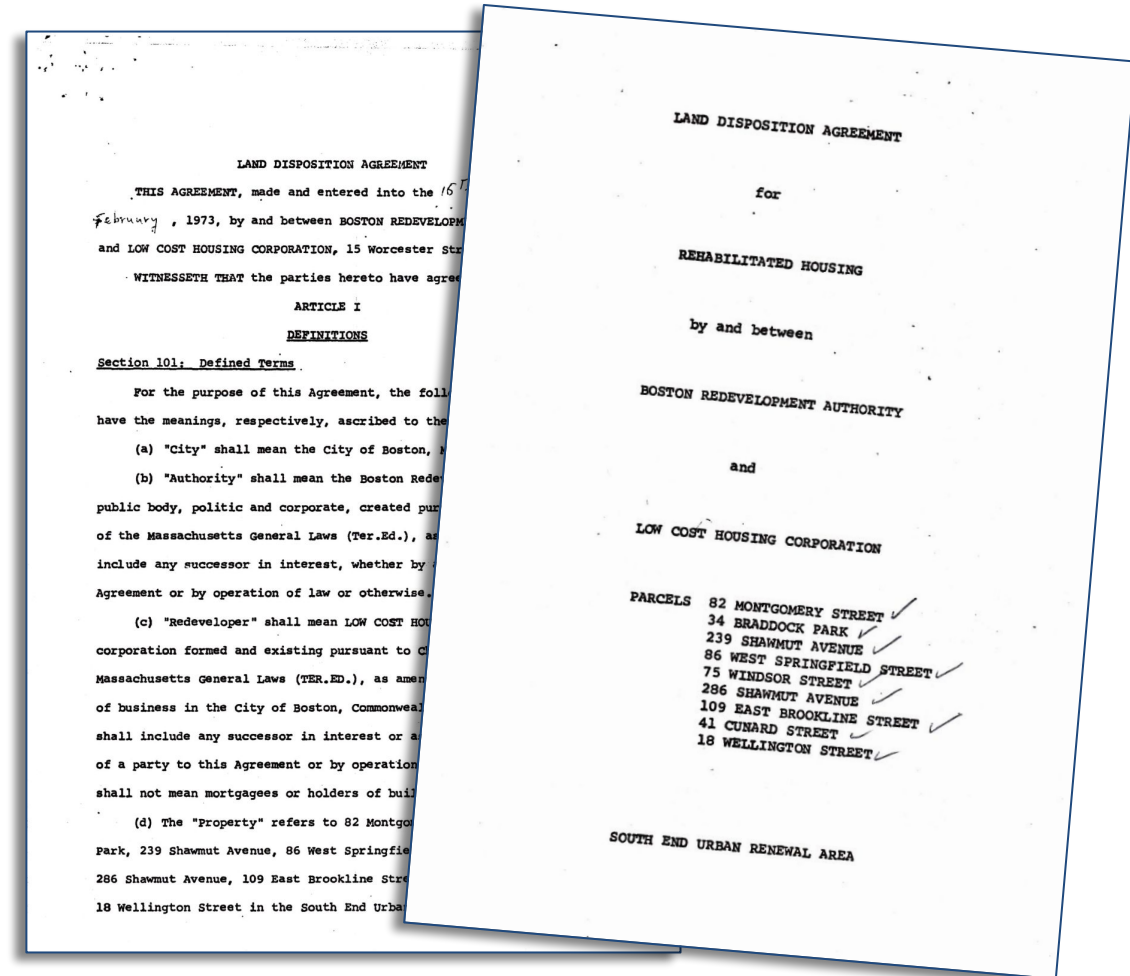 LAND DISPOSITION AGREEMENT
THIS AGREEMENT, made and entered into the 16
February , 1973, by and between BOSTON REDEVELOPM
and LOW COST HOUSING CORPORATION, 15 Worcester Str
WITNESSETH THAT the parties hereto have agree
ARTICLE I
DEFINITIONS
Section 101: Defined Terms
For the purpose of this Agreement, the foll
have the meanings, respectively, ascribed to the
(a) "City" shall mean the City of Boston,
(b) "Authority" shall mean the Boston Rede
public body, politic and corporate, created pur
of the Massachusetts General Laws (Ter.Ed.), as
include any successor in interest, whether by
Agreement or by operation of law or otherwise.
(c) "Redeveloper" shall mean LOW COST HOU
corporation formed and existing pursuant to C
Massachusetts General Laws (TER.ED.), as amen
of business in the City of Boston, Commonweal
shall include any successor in interest or a
of a party to this Agreement or by operation
shall not mean mortgagees or holders of buil
(d) The "Property" refers to 82 Montgo
Park, 239 Shawmut Avenue, 86 West Springfie
286 Shawmut Avenue, 109 East Brookline Stre
18 Wellington Street in the South End Urba
LAND DISPOSITION AGREEMENT
for
REHABILITATED HOUSING
by and between
BOSTON REDEVELOPMENT AUTHORITY
and
LOW COST HOUSING CORPORATION
PARCELS 82 MONTGOMERY STREET
34 BRADDOCK PARK
239 SHAWMUT AVENUE
86 WEST SPRINGFIELD STREET
75 WINDSOR STREET
286 SHAWMUT AVENUE
109 EAST BROOKLINE STREET
41 CUNARD STREET
18 WELLINGTON STREET
SOUTH END URBAN RENEWAL AREA